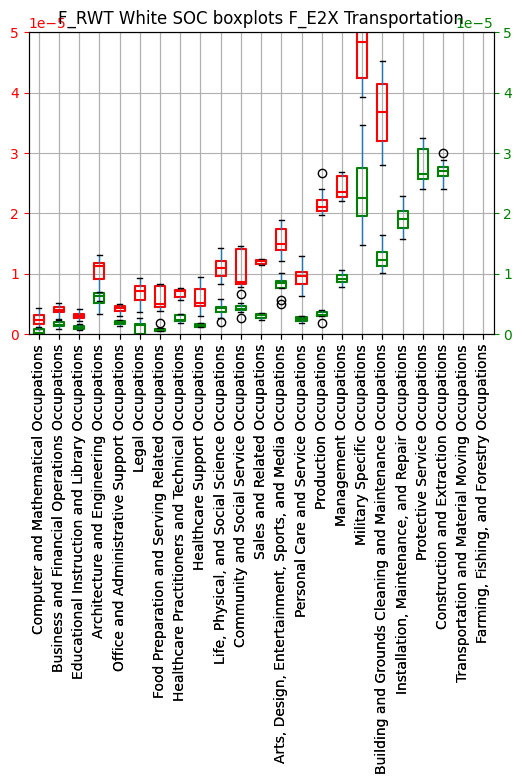 F_RWT White SOC boxplots F_E2X Transportation
1e−5
1e−5
5
4
3
2
1
0
5
4
3
2
1
0
Computer and Mathematical Occupations
Business and Financial Operations Occupations
Educational Instruction and Library Occupations
Architecture and Engineering Occupations
Office and Administrative Support Occupations
Legal Occupations
Food Preparation and Serving Related Occupations
Healthcare Practitioners and Technical Occupations
Healthcare Support Occupations
Life, Physical, and Social Science Occupations
Community and Social Service Occupations
Sales and Related Occupations
Arts, Design, Entertainment, Sports, and Media Occupations
Personal Care and Service Occupations
Production Occupations
Management Occupations
Military Specific Occupations
Building and Grounds Cleaning and Maintenance Occupations
Installation, Maintenance, and Repair Occupations
Protective Service Occupations
Construction and Extraction Occupations
Transportation and Material Moving Occupations
Farming, Fishing, and Forestry Occupations